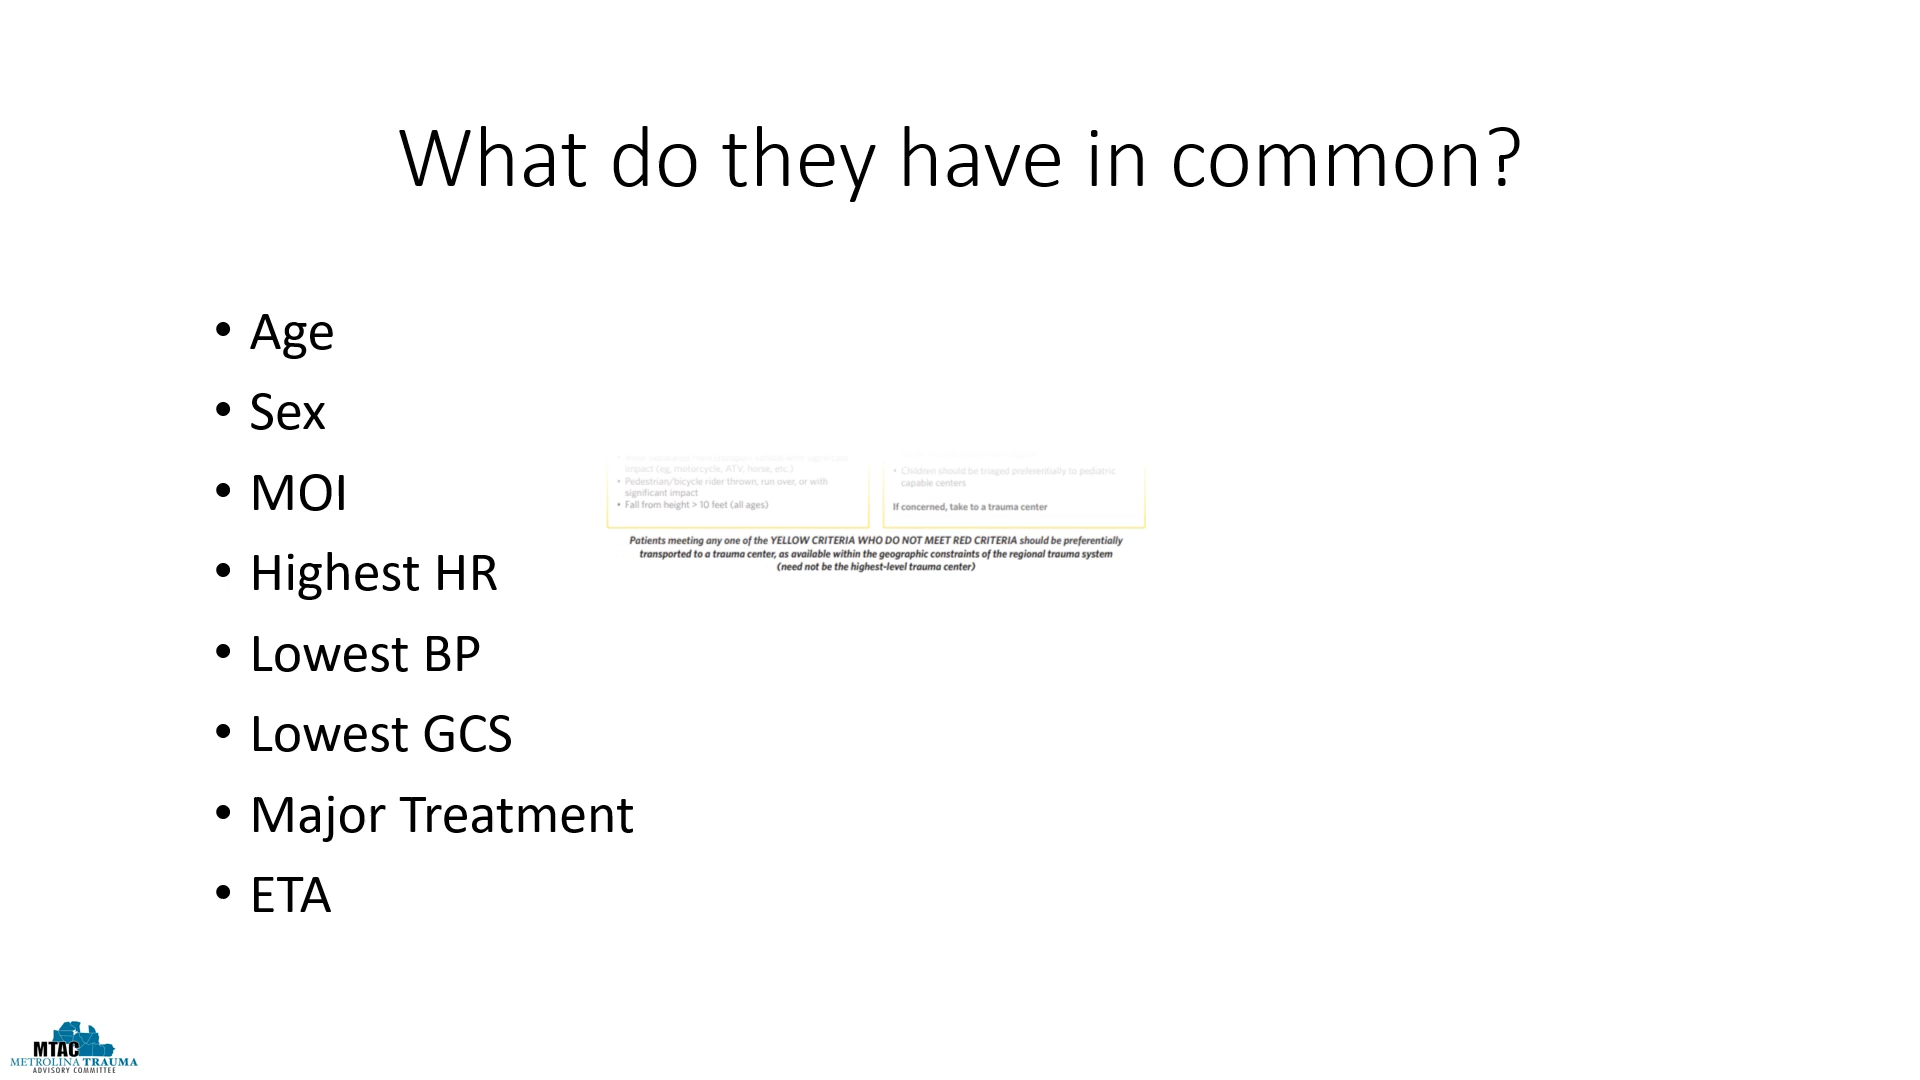 What do they have in common?
• Age
• Sex
• MOI
• Highest HR
• Lowest BP
• Lowest GCS
• Major Treatment
• ETA
impact (eg, motorcycle, ATV, horse, etc.)
• Pedestrian/bicycle rider thrown, run over, or with
significant impact
• Fall from height > 10 feet (all ages)
• Children should be triaged preferentially to pediatric
capable centers
If concerned, take to a trauma center
Patients meeting any one of the YELLOW CRITERIA WHO DO NOT MEET RED CRITERIA should be preferentially
transported to a trauma center, as available within the geographic constraints of the regional trauma system
(need not be the highest-level trauma center)
MTAC
METROLINA TRAUMA
ADVISORY COMMITTEE